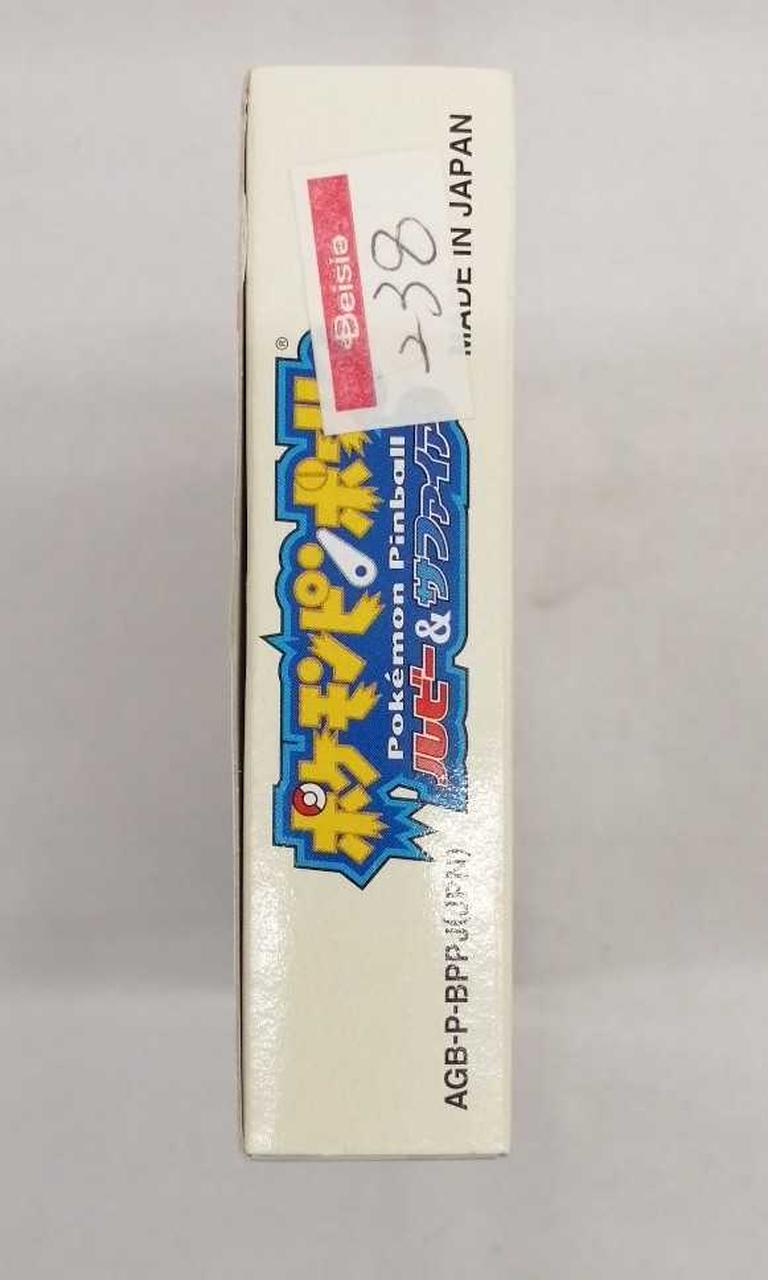 Beisia
238
®
ポケモンピンボール
Pokémon Pinball
ルビー&サファイア
MADE IN JAPAN
AGB-P-BPPJ(JPN)